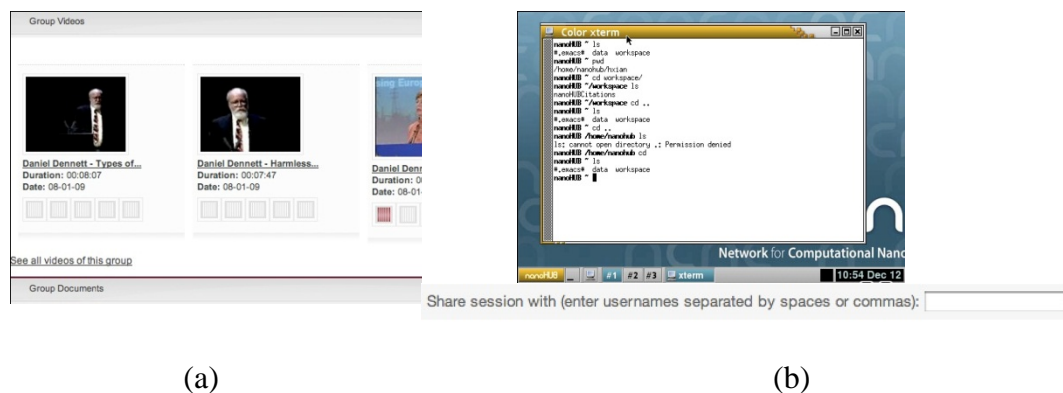 Group Videos
Daniel Dennett - Types of...
Duration: 00:08:07
Date: 08-01-09
Daniel Dennett - Harmless...
Duration: 00:07:47
Date: 08-01-09
sing Euro
Daniel Denn
Duration: 0
Date: 08-01
See all videos of this group
Group Documents
Color xterm
nanoHUB ~ ls
#.emacs#  data  workspace
nanoHUB ~ pwd
/home/nanohub/hxian
nanoHUB ~ cd workspace/
nanoHUB ~/workspace ls
nanoHUBCitations
nanoHUB ~/workspace cd ..
nanoHUB ~ ls
#.emacs#  data  workspace
nanoHUB ~ cd ..
nanoHUB /home/nanohub ls
ls: cannot open directory .: Permission denied
nanoHUB /home/nanohub cd
nanoHUB ~ ls
#.emacs#  data  workspace
nanoHUB ~
Network for Computational Nano
nanoHUB _ #1 #2 #3 xterm 10:54 Dec 12
Share session with (enter usernames separated by spaces or commas):
(a) (b)